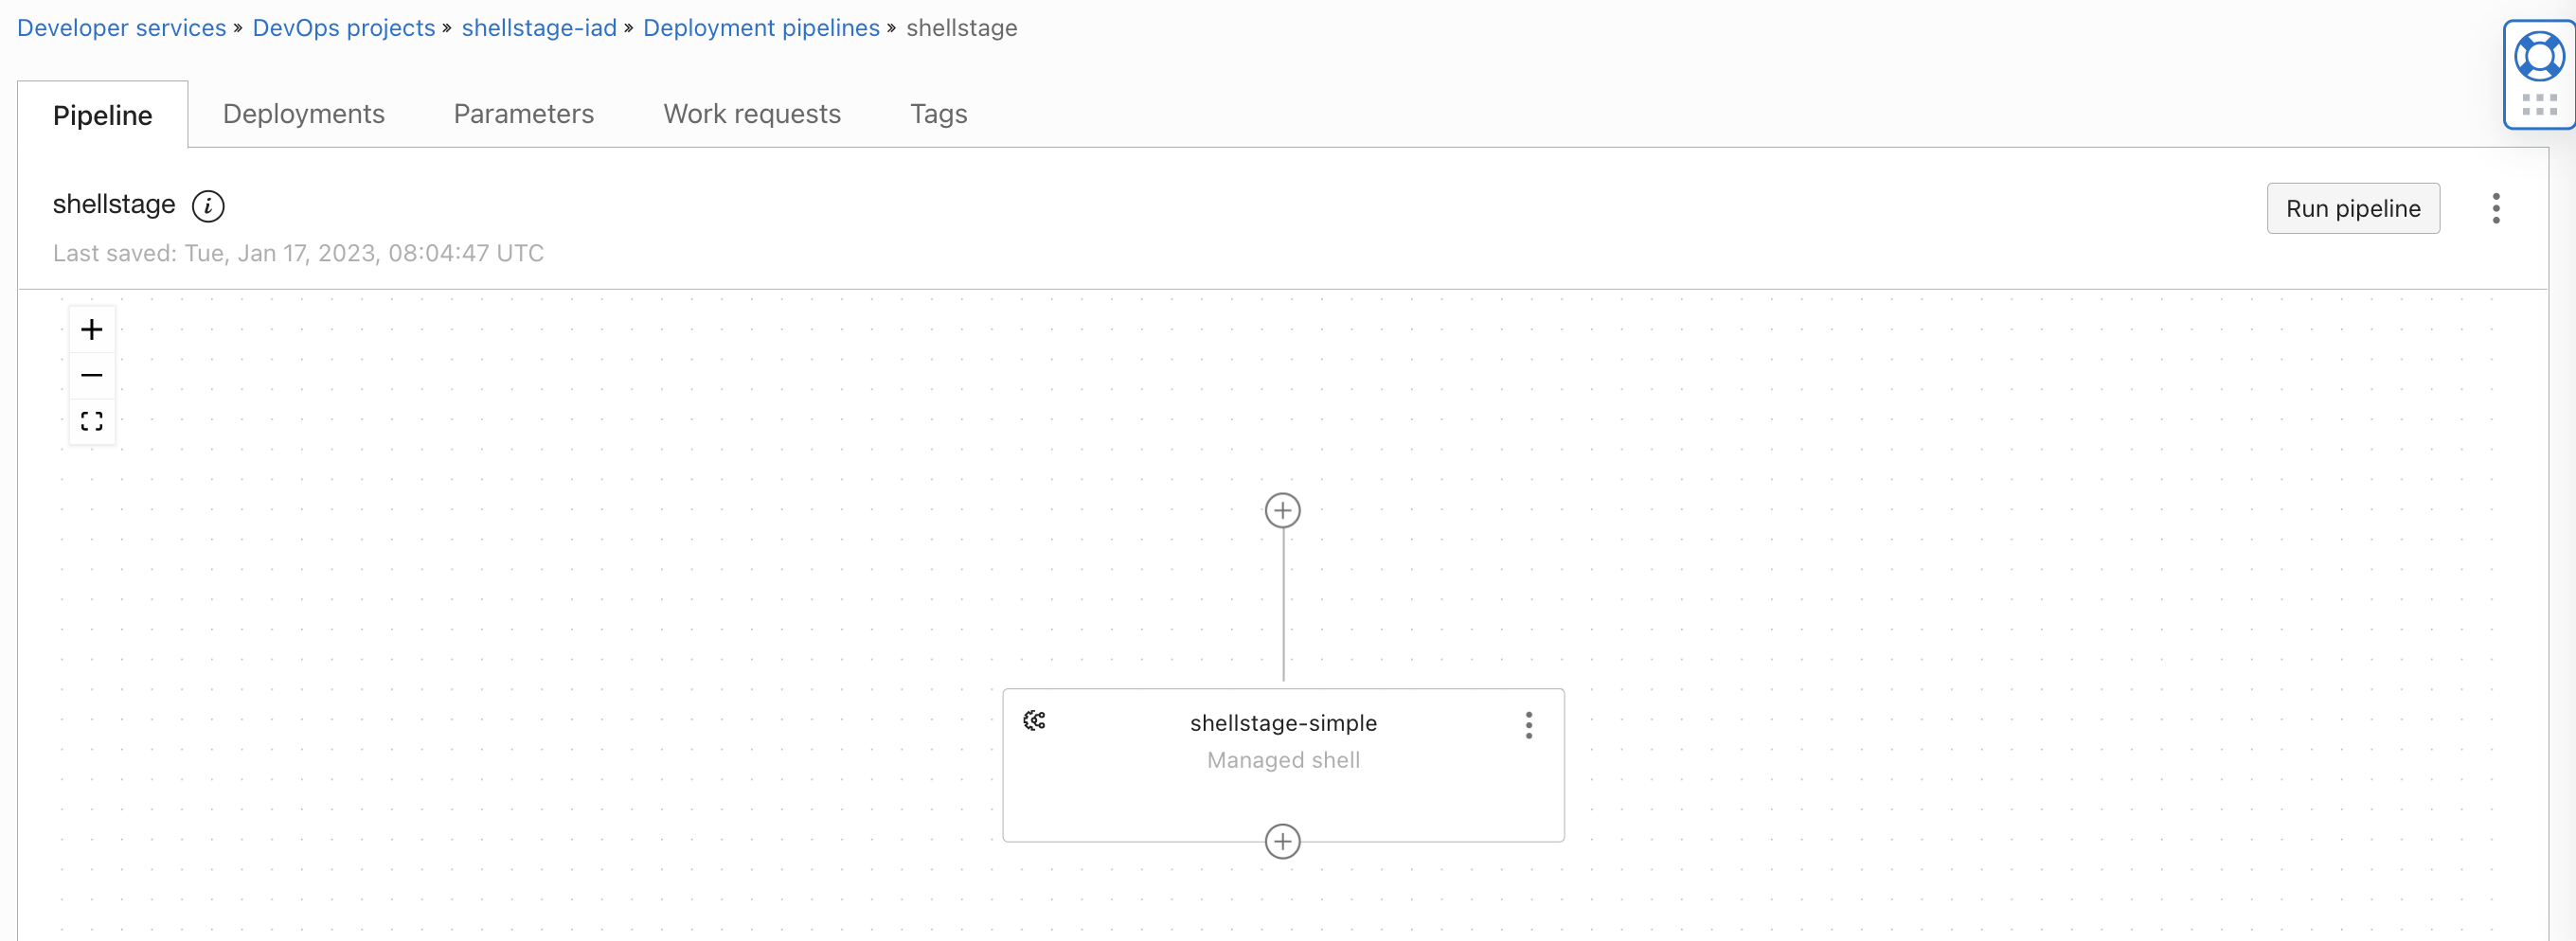 Developer services » DevOps projects » shellstage-iad » Deployment pipelines » shellstage
Pipeline Deployments Parameters Work requests Tags
shellstage i
Run pipeline
Last saved: Tue, Jan 17, 2023, 08:04:47 UTC
shellstage-simple
Managed shell